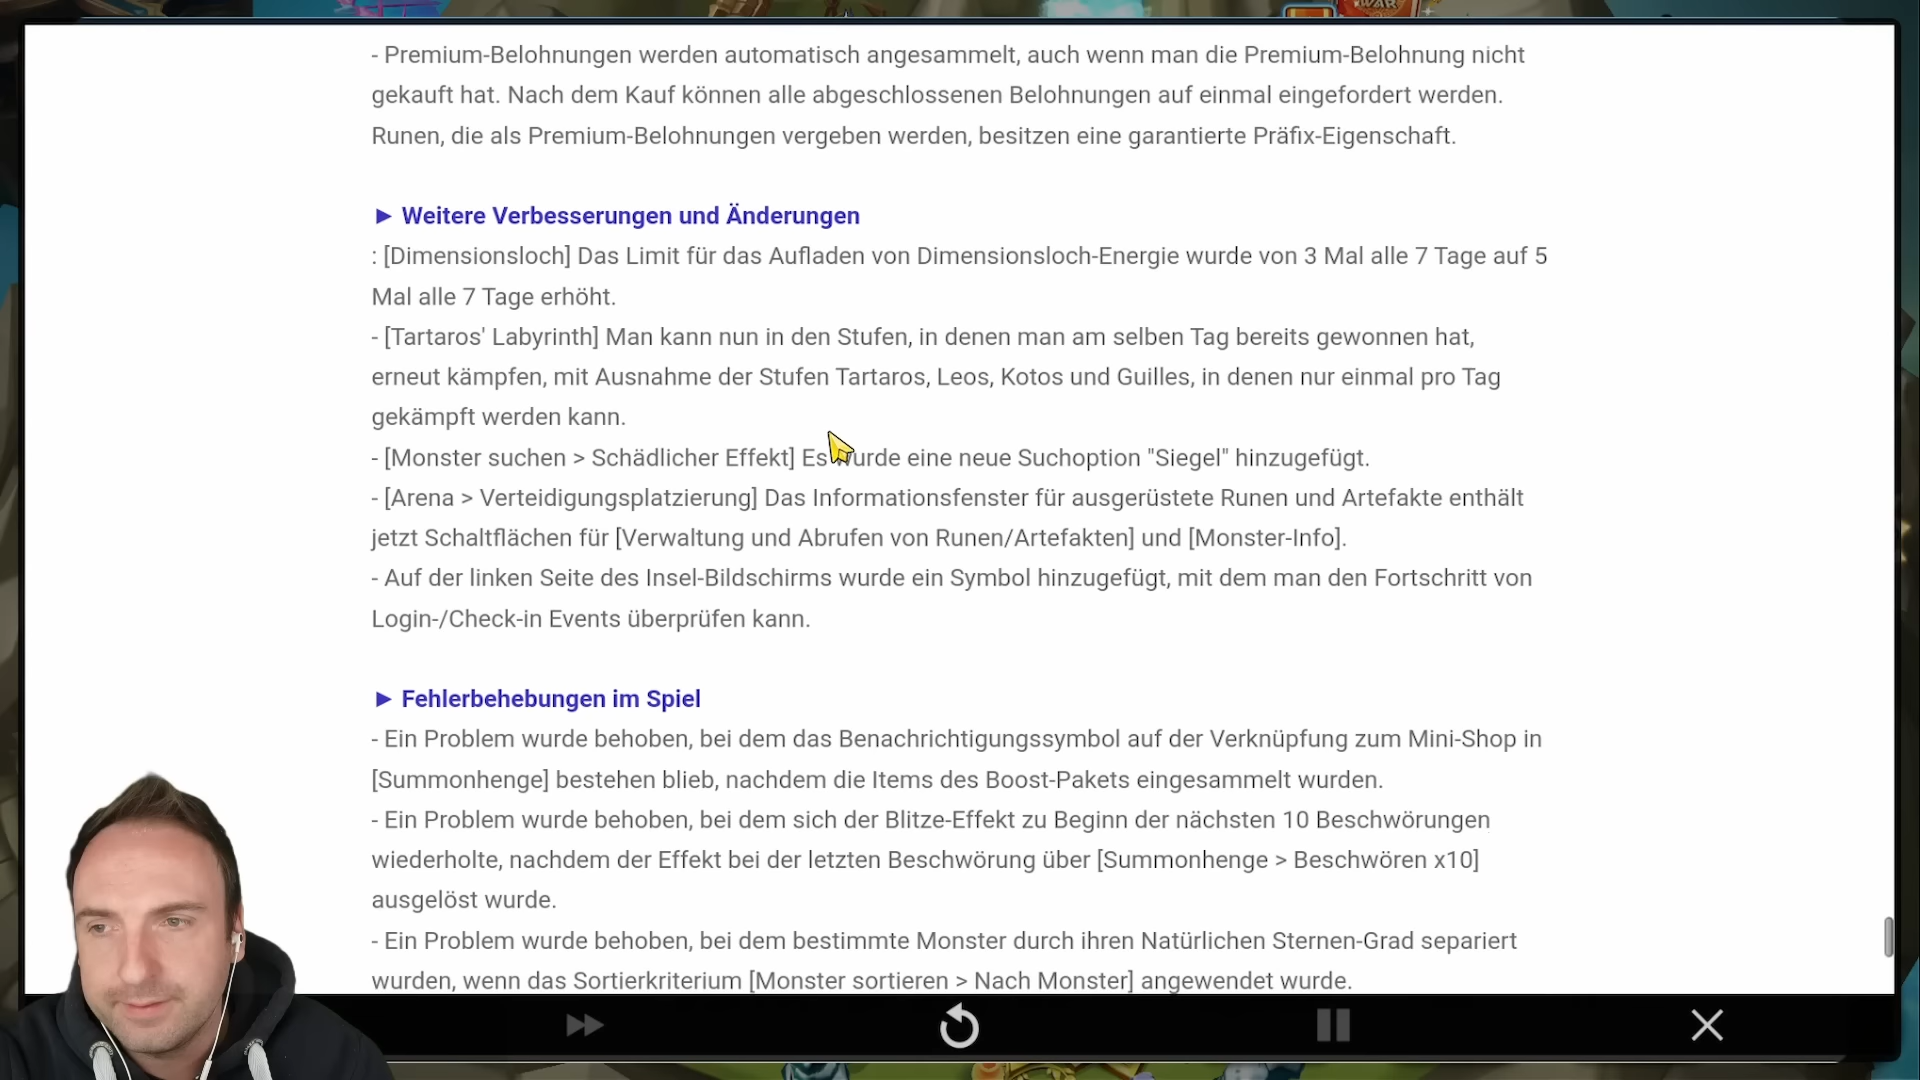 WAR
- Premium-Belohnungen werden automatisch angesammelt, auch wenn man die Premium-Belohnung nicht
gekauft hat. Nach dem Kauf können alle abgeschlossenen Belohnungen auf einmal eingefordert werden.
Runen, die als Premium-Belohnungen vergeben werden, besitzen eine garantierte Präfix-Eigenschaft.
► Weitere Verbesserungen und Änderungen
: [Dimensionsloch] Das Limit für das Aufladen von Dimensionsloch-Energie wurde von 3 Mal alle 7 Tage auf 5
Mal alle 7 Tage erhöht.
- [Tartaros' Labyrinth] Man kann nun in den Stufen, in denen man am selben Tag bereits gewonnen hat,
erneut kämpfen, mit Ausnahme der Stufen Tartaros, Leos, Kotos und Guilles, in denen nur einmal pro Tag
gekämpft werden kann.
- [Monster suchen > Schädlicher Effekt] Es wurde eine neue Suchoption "Siegel" hinzugefügt.
- [Arena > Verteidigungsplatzierung] Das Informationsfenster für ausgerüstete Runen und Artefakte enthält
jetzt Schaltflächen für [Verwaltung und Abrufen von Runen/Artefakten] und [Monster-Info].
- Auf der linken Seite des Insel-Bildschirms wurde ein Symbol hinzugefügt, mit dem man den Fortschritt von
Login-/Check-in Events überprüfen kann.
► Fehlerbehebungen im Spiel
- Ein Problem wurde behoben, bei dem das Benachrichtigungssymbol auf der Verknüpfung zum Mini-Shop in
[Summonhenge] bestehen blieb, nachdem die Items des Boost-Pakets eingesammelt wurden.
- Ein Problem wurde behoben, bei dem sich der Blitze-Effekt zu Beginn der nächsten 10 Beschwörungen
wiederholte, nachdem der Effekt bei der letzten Beschwörung über [Summonhenge > Beschwören x10]
ausgelöst wurde.
- Ein Problem wurde behoben, bei dem bestimmte Monster durch ihren Natürlichen Sternen-Grad separiert
wurden, wenn das Sortierkriterium [Monster sortieren > Nach Monster] angewendet wurde.